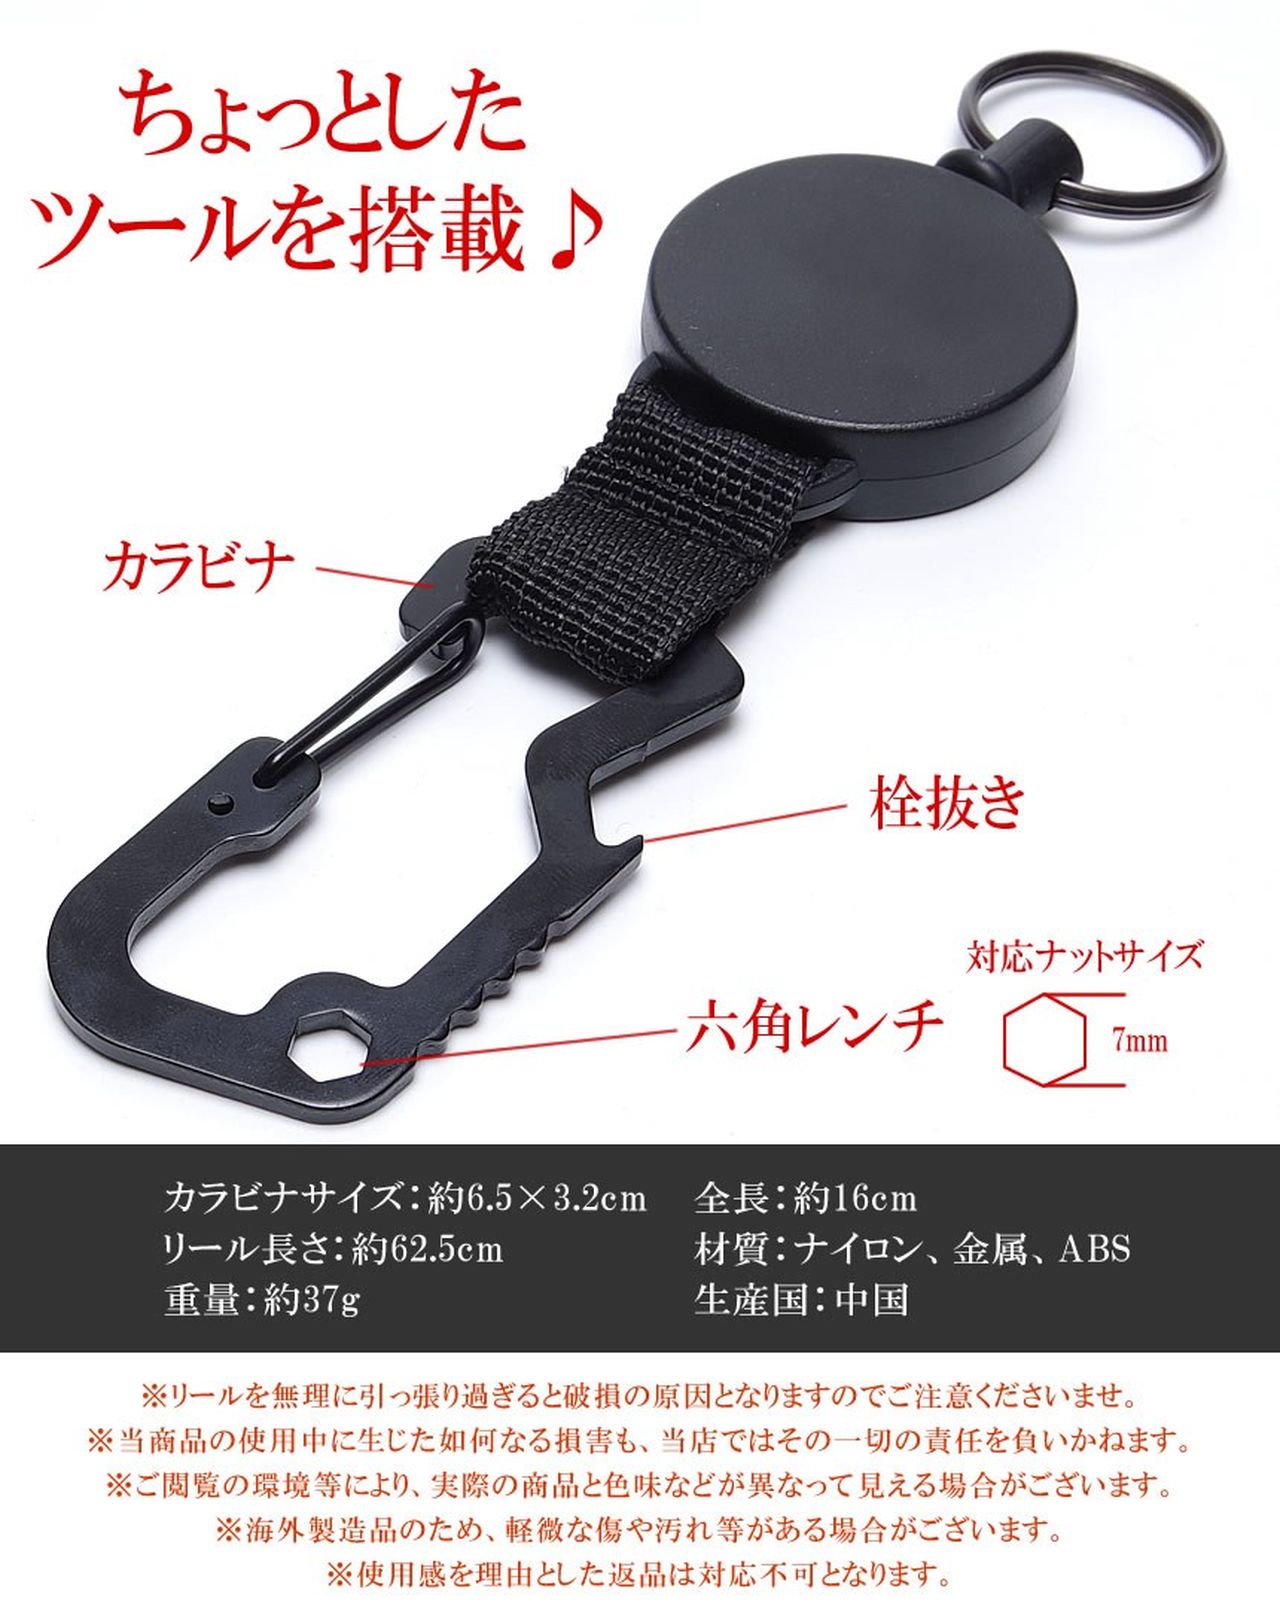 ちょっとした
ツールを搭載♪
カラビナ
栓抜き
対応ナットサイズ
六角レンチ
7mm
カラビナサイズ：約6.5×3.2cm
全長：約16cm
リール長さ：約62.5cm
材質：ナイロン、金属、ABS
重量：約37g
生産国：中国
※リールを無理に引っ張り過ぎると破損の原因となりますのでご注意くださいませ。
※当商品の使用中に生じた如何なる損害も、当店ではその一切の責任を負いかねます。
※ご閲覧の環境等により、実際の商品と色味などが異なって見える場合がございます。
※海外製造品のため、軽微な傷や汚れ等がある場合がございます。
※使用感を理由とした返品は対応不可となります。